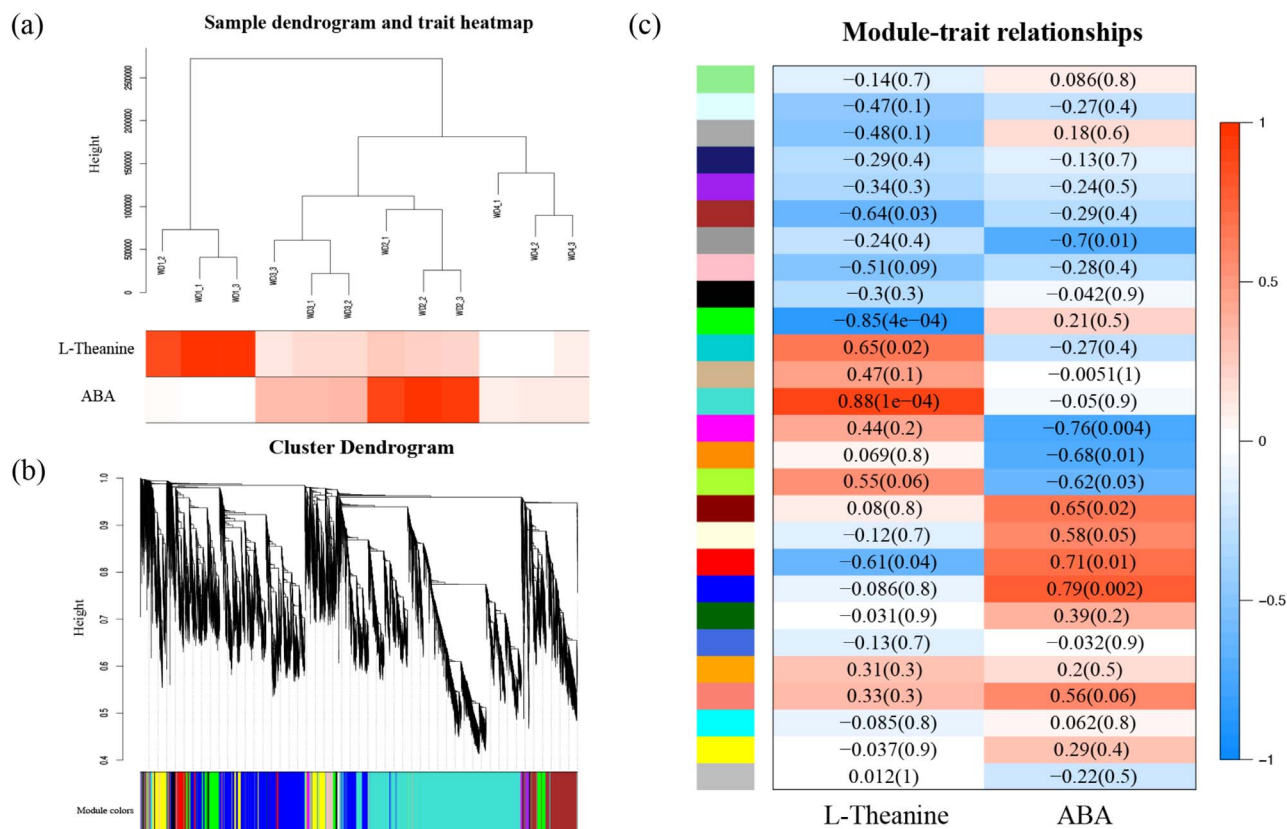 (a)
Sample dendrogram and trait heatmap
Height
2500000
2000000
1500000
1000000
500000
0
WD1_2
WD1_1
WD1_3
WD3_3
WD3_1
WD3_2
WD2_1
WD2_2
WD2_3
WD4_1
WD4_2
WD4_3
L-Theanine
ABA
(b)
Cluster Dendrogram
Height
1.0
0.9
0.8
0.7
0.6
0.5
0.4
Module colors
(c)
Module-trait relationships
−0.14(0.7) 0.086(0.8)
−0.47(0.1) −0.27(0.4)
−0.48(0.1) 0.18(0.6)
−0.29(0.4) −0.13(0.7)
−0.34(0.3) −0.24(0.5)
−0.64(0.03) −0.29(0.4)
−0.24(0.4) −0.7(0.01)
−0.51(0.09) −0.28(0.4)
−0.3(0.3) −0.042(0.9)
−0.85(4e−04) 0.21(0.5)
0.65(0.02) −0.27(0.4)
0.47(0.1) −0.0051(1)
0.88(1e−04) −0.05(0.9)
0.44(0.2) −0.76(0.004)
0.069(0.8) −0.68(0.01)
0.55(0.06) −0.62(0.03)
0.08(0.8) 0.65(0.02)
−0.12(0.7) 0.58(0.05)
−0.61(0.04) 0.71(0.01)
−0.086(0.8) 0.79(0.002)
−0.031(0.9) 0.39(0.2)
−0.13(0.7) −0.032(0.9)
0.31(0.3) 0.2(0.5)
0.33(0.3) 0.56(0.06)
−0.085(0.8) 0.062(0.8)
−0.037(0.9) 0.29(0.4)
0.012(1) −0.22(0.5)
L-Theanine ABA
1
0.5
0
−0.5
−1